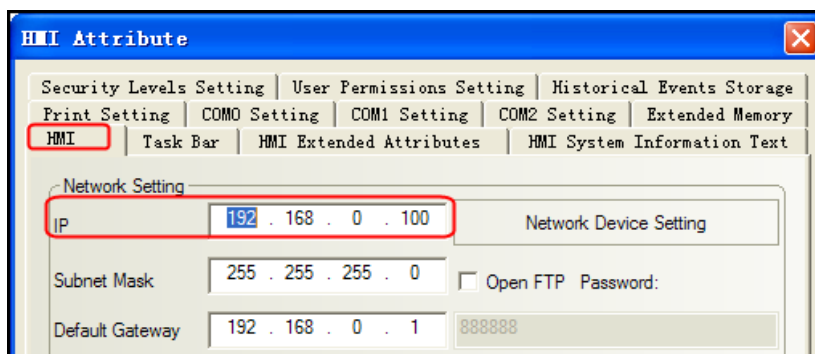 HMI Attribute
Security Levels Setting User Permissions Setting Historical Events Storage
Print Setting COM0 Setting COM1 Setting COM2 Setting Extended Memory
HMI Task Bar HMI Extended Attributes HMI System Information Text
Network Setting
IP 192 . 168 . 0 . 100 Network Device Setting
Subnet Mask 255 . 255 . 255 . 0 Open FTP Password:
Default Gateway 192 . 168 . 0 . 1 888888